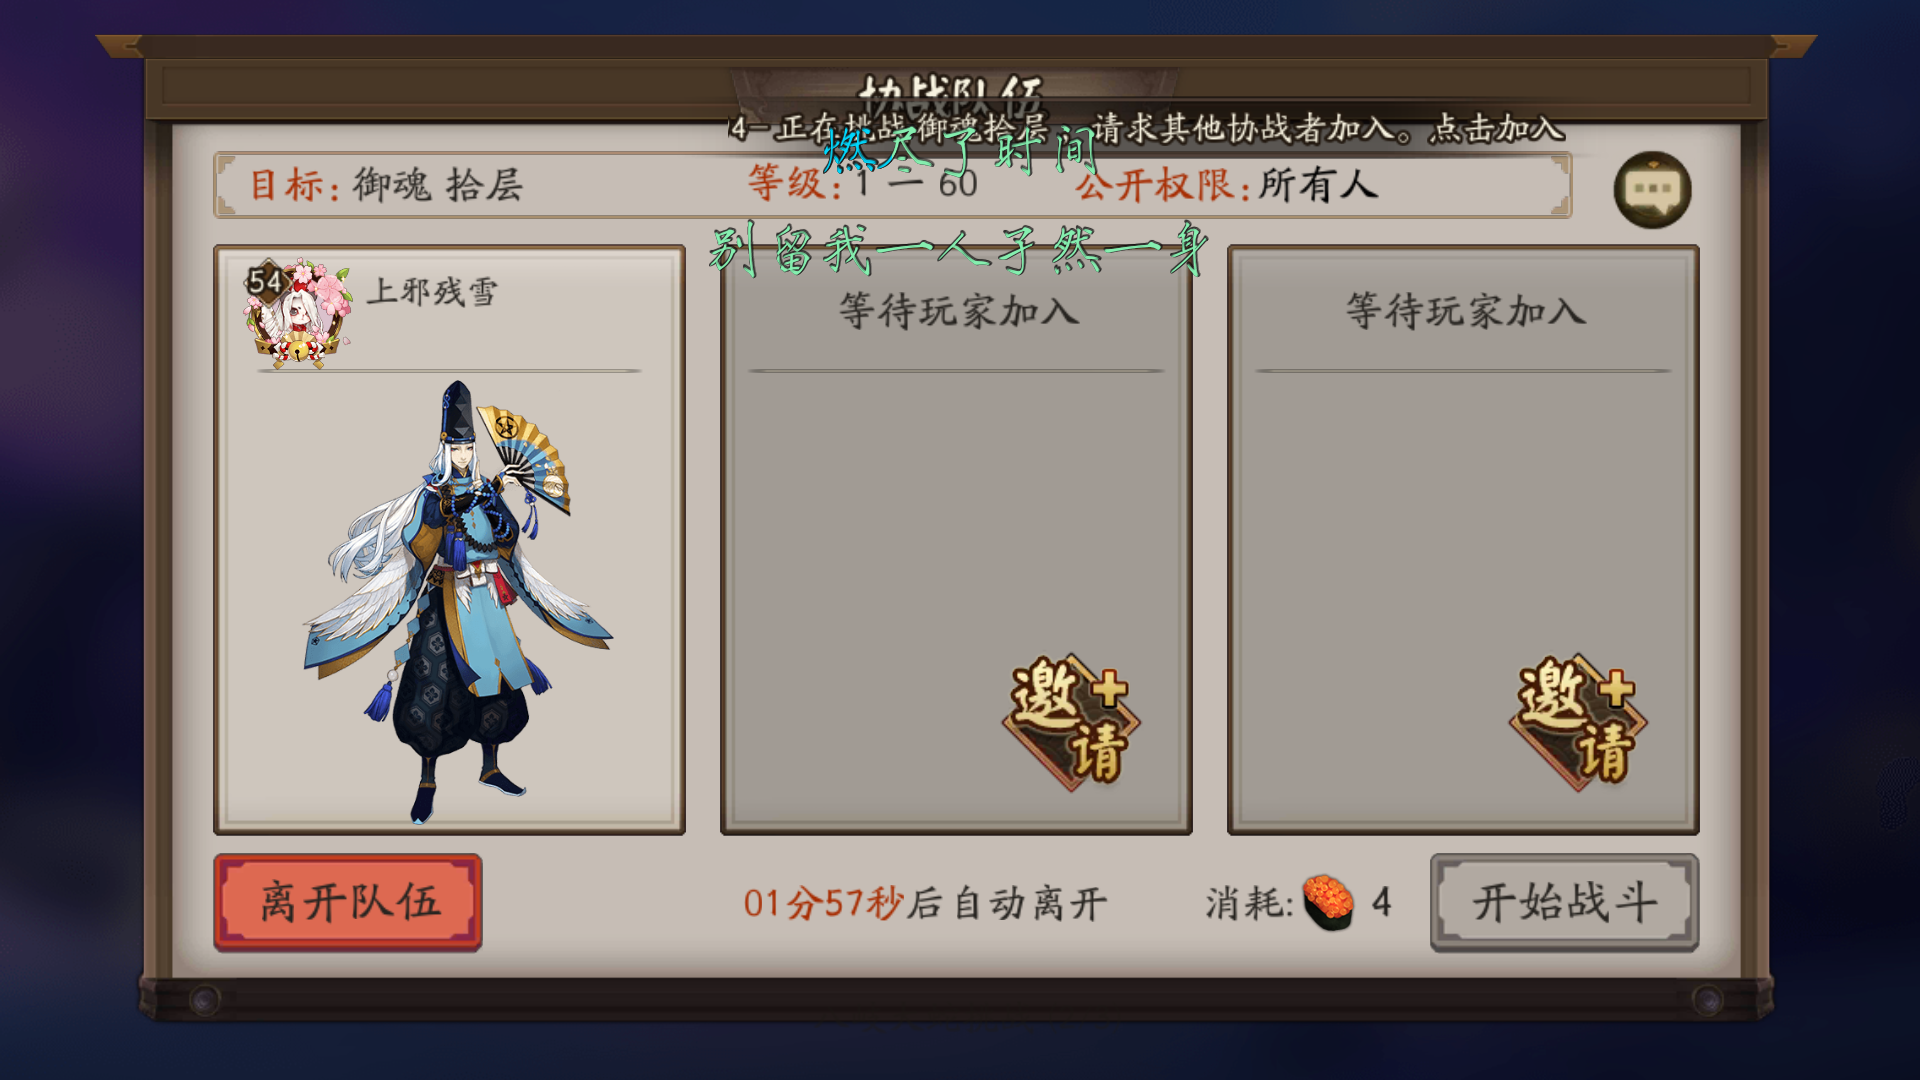 协战队伍
4-正在挑战 御魂拾层 ,请求其他协战者加入。点击加入
燃尽了时间
目标: 御魂 拾层
等级: 1 一 60
公开权限: 所有人
别留我一人孑然一身
54
上邪残雪
等待玩家加入
等待玩家加入
邀请
邀请
离开队伍
01分57秒后自动离开
消耗: 4
开始战斗